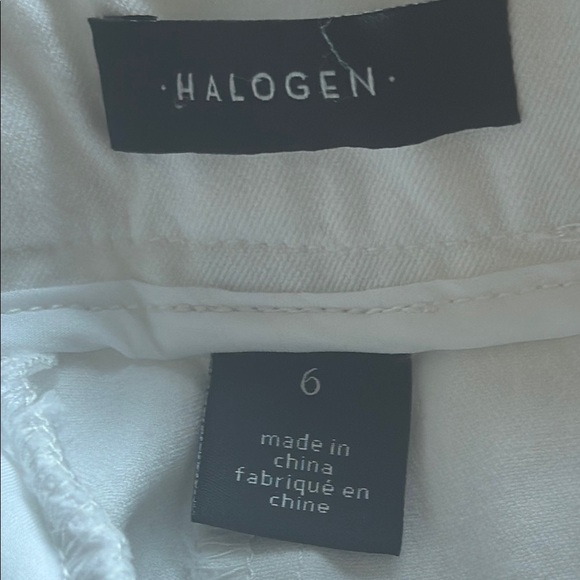 ·HALOGEN·
6
made in
china
fabriqué en
chine